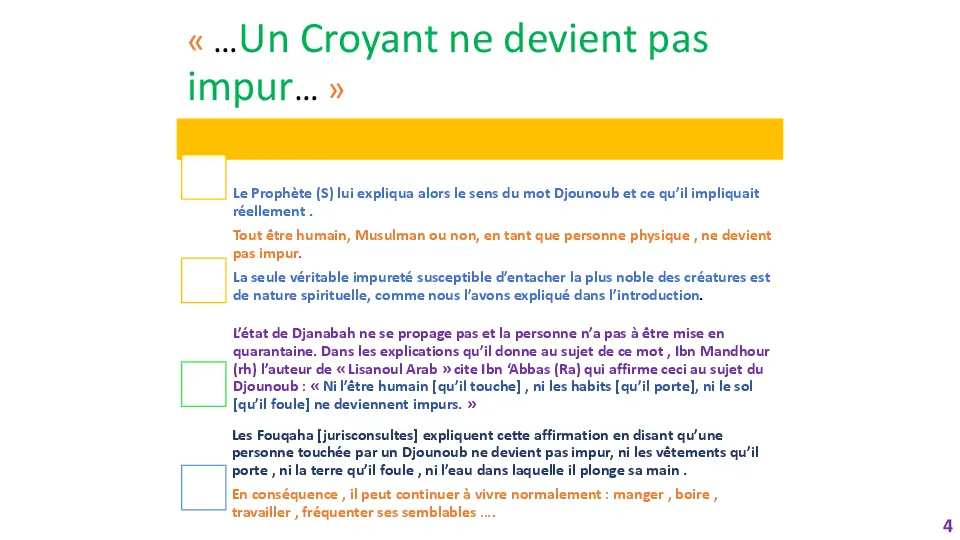 « …Un Croyant ne devient pas
impur… »
Le Prophète (S) lui expliqua alors le sens du mot Djounoub et ce qu’il impliquait
réellement .
Tout être humain, Musulman ou non, en tant que personne physique , ne devient
pas impur.
La seule véritable impureté susceptible d’entacher la plus noble des créatures est
de nature spirituelle, comme nous l’avons expliqué dans l’introduction.
L’état de Djanabah ne se propage pas et la personne n’a pas à être mise en
quarantaine. Dans les explications qu’il donne au sujet de ce mot , Ibn Mandhour
(rh) l’auteur de « Lisanoul Arab » cite Ibn ‘Abbas (Ra) qui affirme ceci au sujet du
Djounoub : « Ni l’être humain [qu’il touche] , ni les habits [qu’il porte], ni le sol
[qu’il foule] ne deviennent impurs. »
Les Fouqaha [jurisconsultes] expliquent cette affirmation en disant qu’une
personne touchée par un Djounoub ne devient pas impur, ni les vêtements qu’il
porte , ni la terre qu’il foule , ni l’eau dans laquelle il plonge sa main .
En conséquence , il peut continuer à vivre normalement : manger , boire ,
travailler , fréquenter ses semblables ….
4